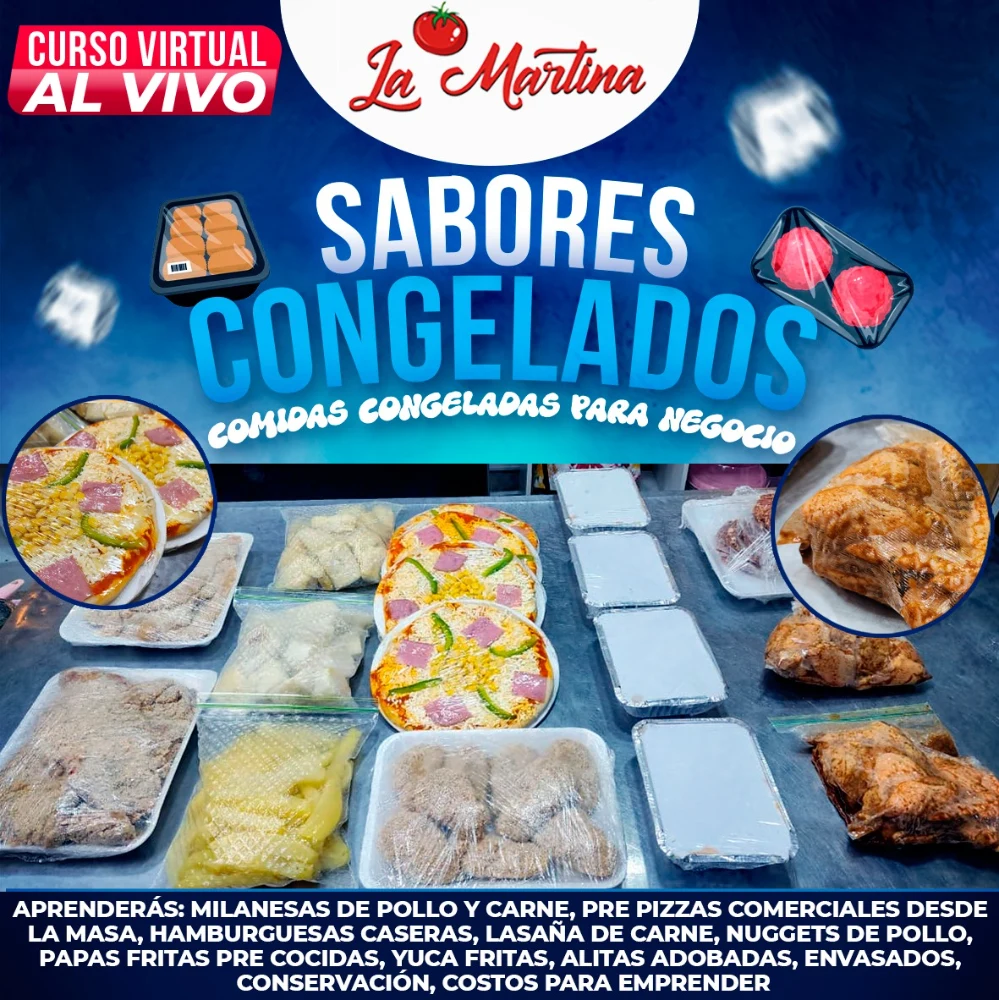 CURSO VIRTUAL
AL VIVO
La Martina
SABORES
CONGELADOS
COMIDAS CONGELADAS PARA NEGOCIO
APRENDERÁS: MILANESAS DE POLLO Y CARNE, PRE PIZZAS COMERCIALES DESDE
LA MASA, HAMBURGUESAS CASERAS, LASAÑA DE CARNE, NUGGETS DE POLLO,
PAPAS FRITAS PRE COCIDAS, YUCA FRITAS, ALITAS ADOBADAS, ENVASADOS,
CONSERVACIÓN, COSTOS PARA EMPRENDER